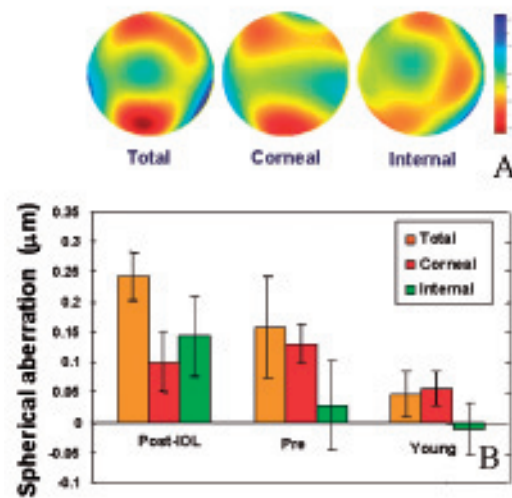 Total Corneal Internal
A
Spherical aberration (μm)
0.35
0.3
0.25
0.2
0.15
0.1
0.05
0
-0.05
-0.1
Total
Corneal
Internal
Post-IOL Pre Young
B